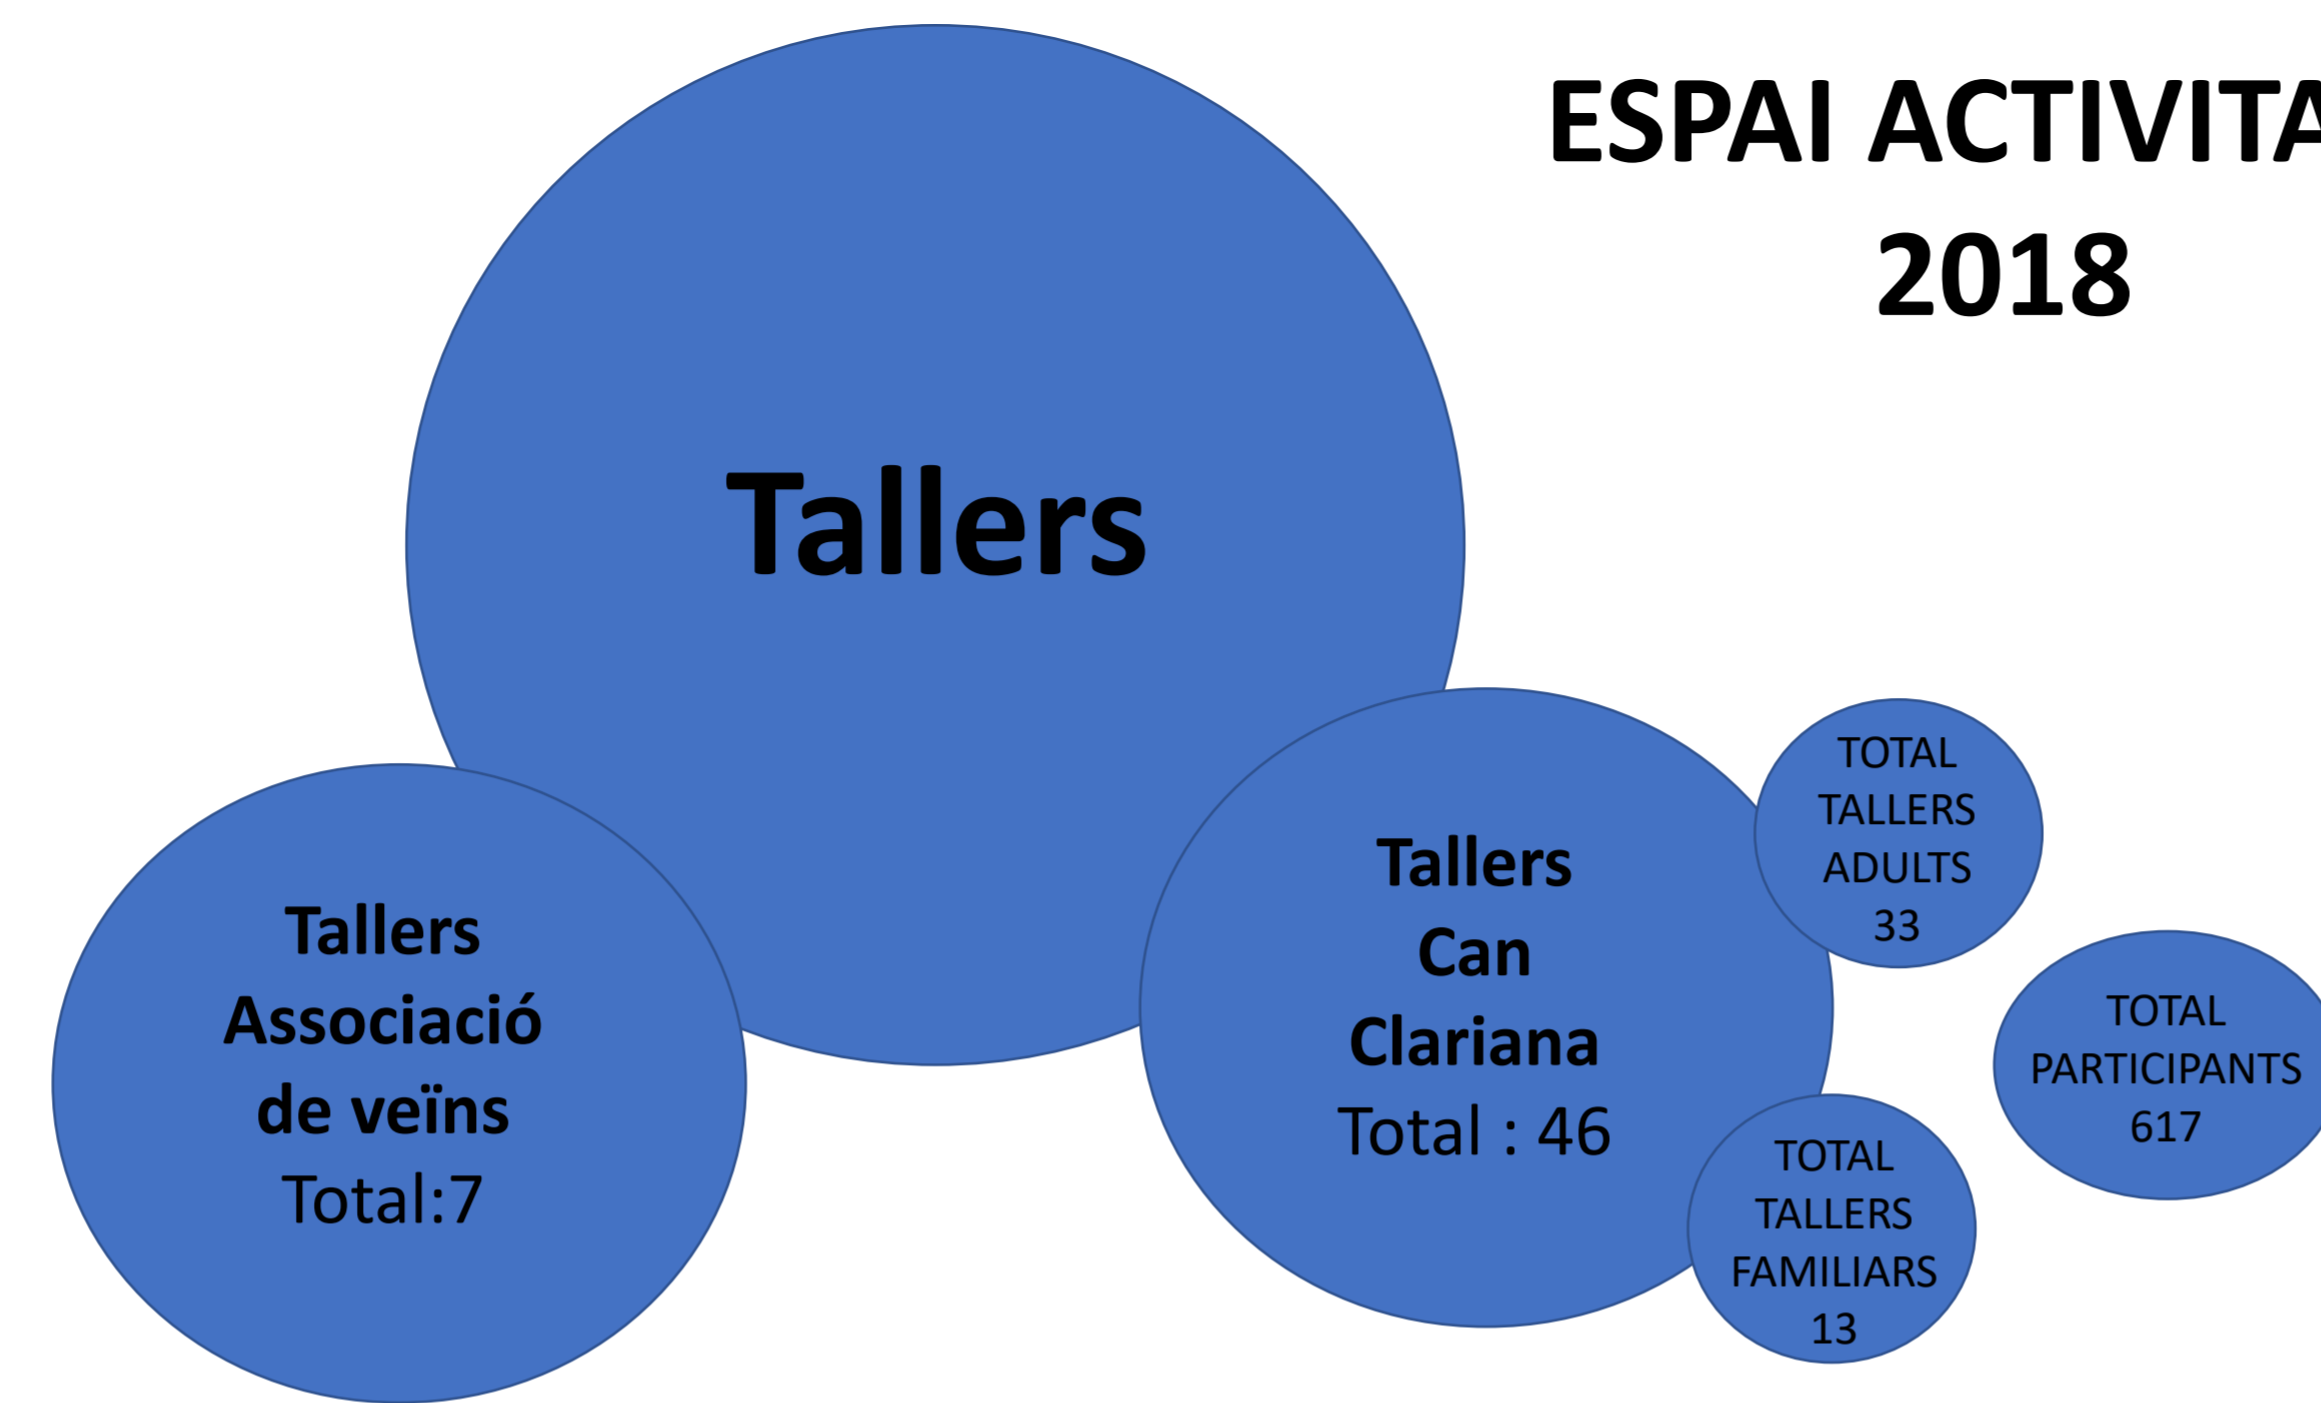 ESPAI ACTIVITA
2018
Tallers
Tallers
Associació
de veïns
Total:7
Tallers
Can
Clariana
Total : 46
TOTAL
TALLERS
ADULTS
33
TOTAL
PARTICIPANTS
617
TOTAL
TALLERS
FAMILIARS
13